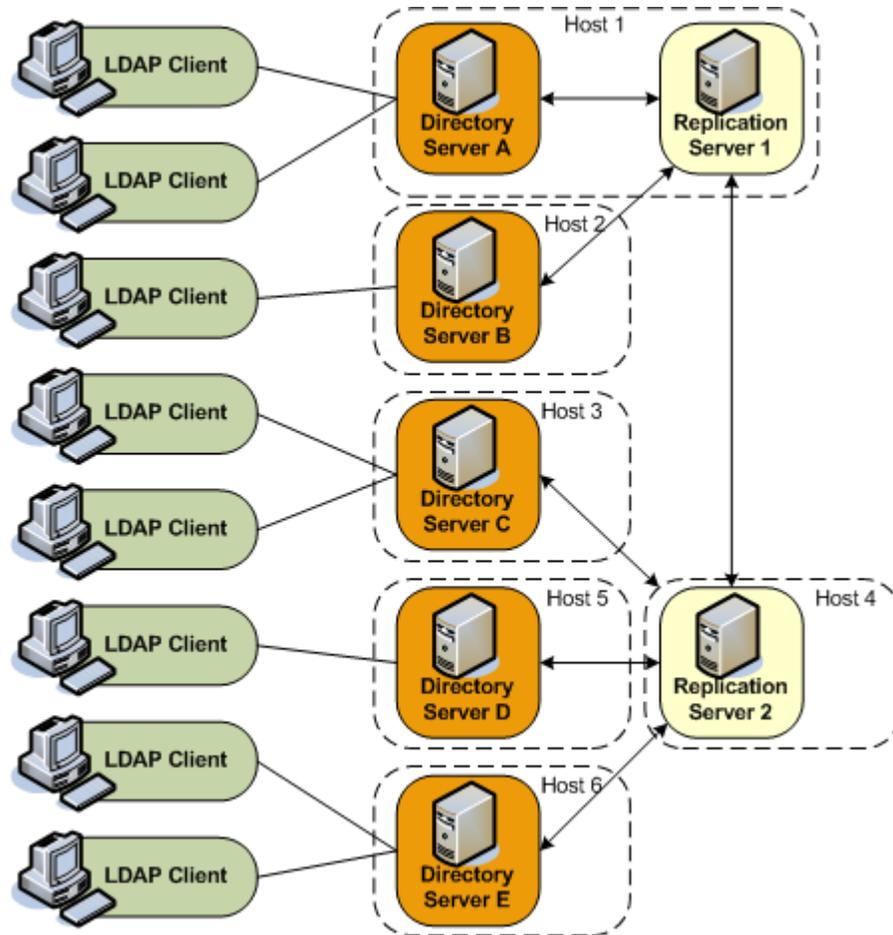 Host 1
LDAP Client
Directory
Server A
Replication
Server 1
LDAP Client
Host 2
LDAP Client
Directory
Server B
Host 3
LDAP Client
Directory
Server C
LDAP Client
Host 5
Host 4
LDAP Client
Directory
Server D
Replication
Server 2
LDAP Client
Host 6
LDAP Client
Directory
Server E